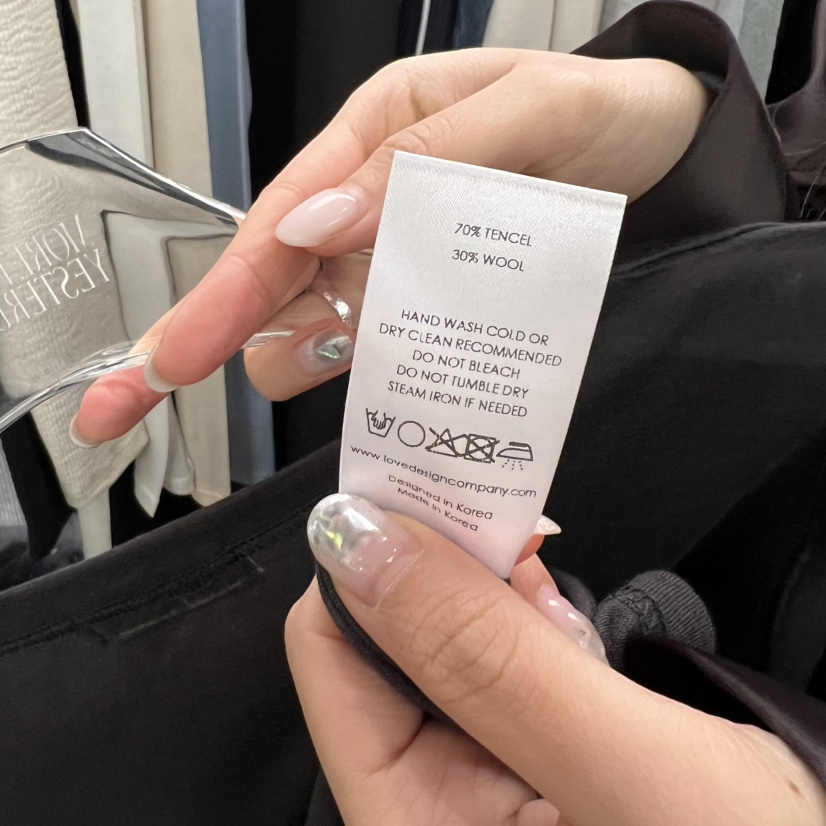 70% TENCEL
30% WOOL
HAND WASH COLD OR
DRY CLEAN RECOMMENDED
DO NOT BLEACH
DO NOT TUMBLE DRY
STEAM IRON IF NEEDED
www.lovedesigncompany.com
Designed in Korea
Made in Korea